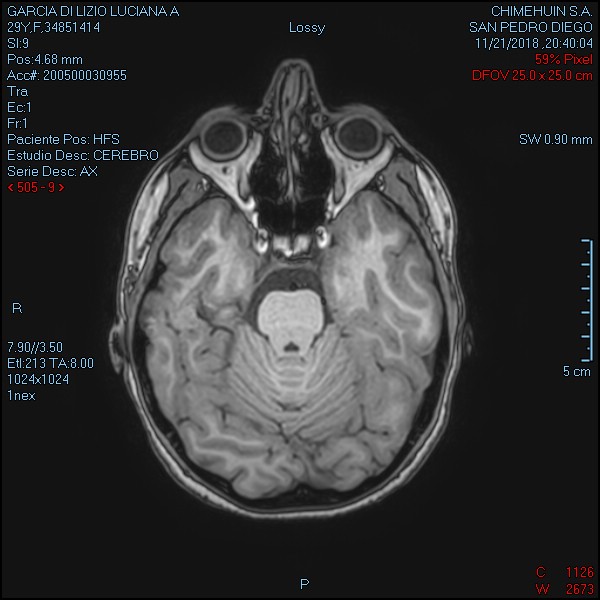 GARCIA DI LIZIO LUCIANA A
29Y,F,34851414
Sl:9
Pos:4.68 mm
Acc#: 200500030955
Tra
Ec:1
Fr:1
Paciente Pos: HFS
Estudio Desc: CEREBRO
Serie Desc: AX
< 505 - 9 >
Lossy
CHIMEHUIN S.A.
SAN PEDRO DIEGO
11/21/2018 ,20:40:04
59% Pixel
DFOV 25.0 x 25.0 cm
SW 0.90 mm
R
7.90//3.50
Etl:213 TA:8.00
1024x1024
1nex
5 cm
P
C 1126
W 2673